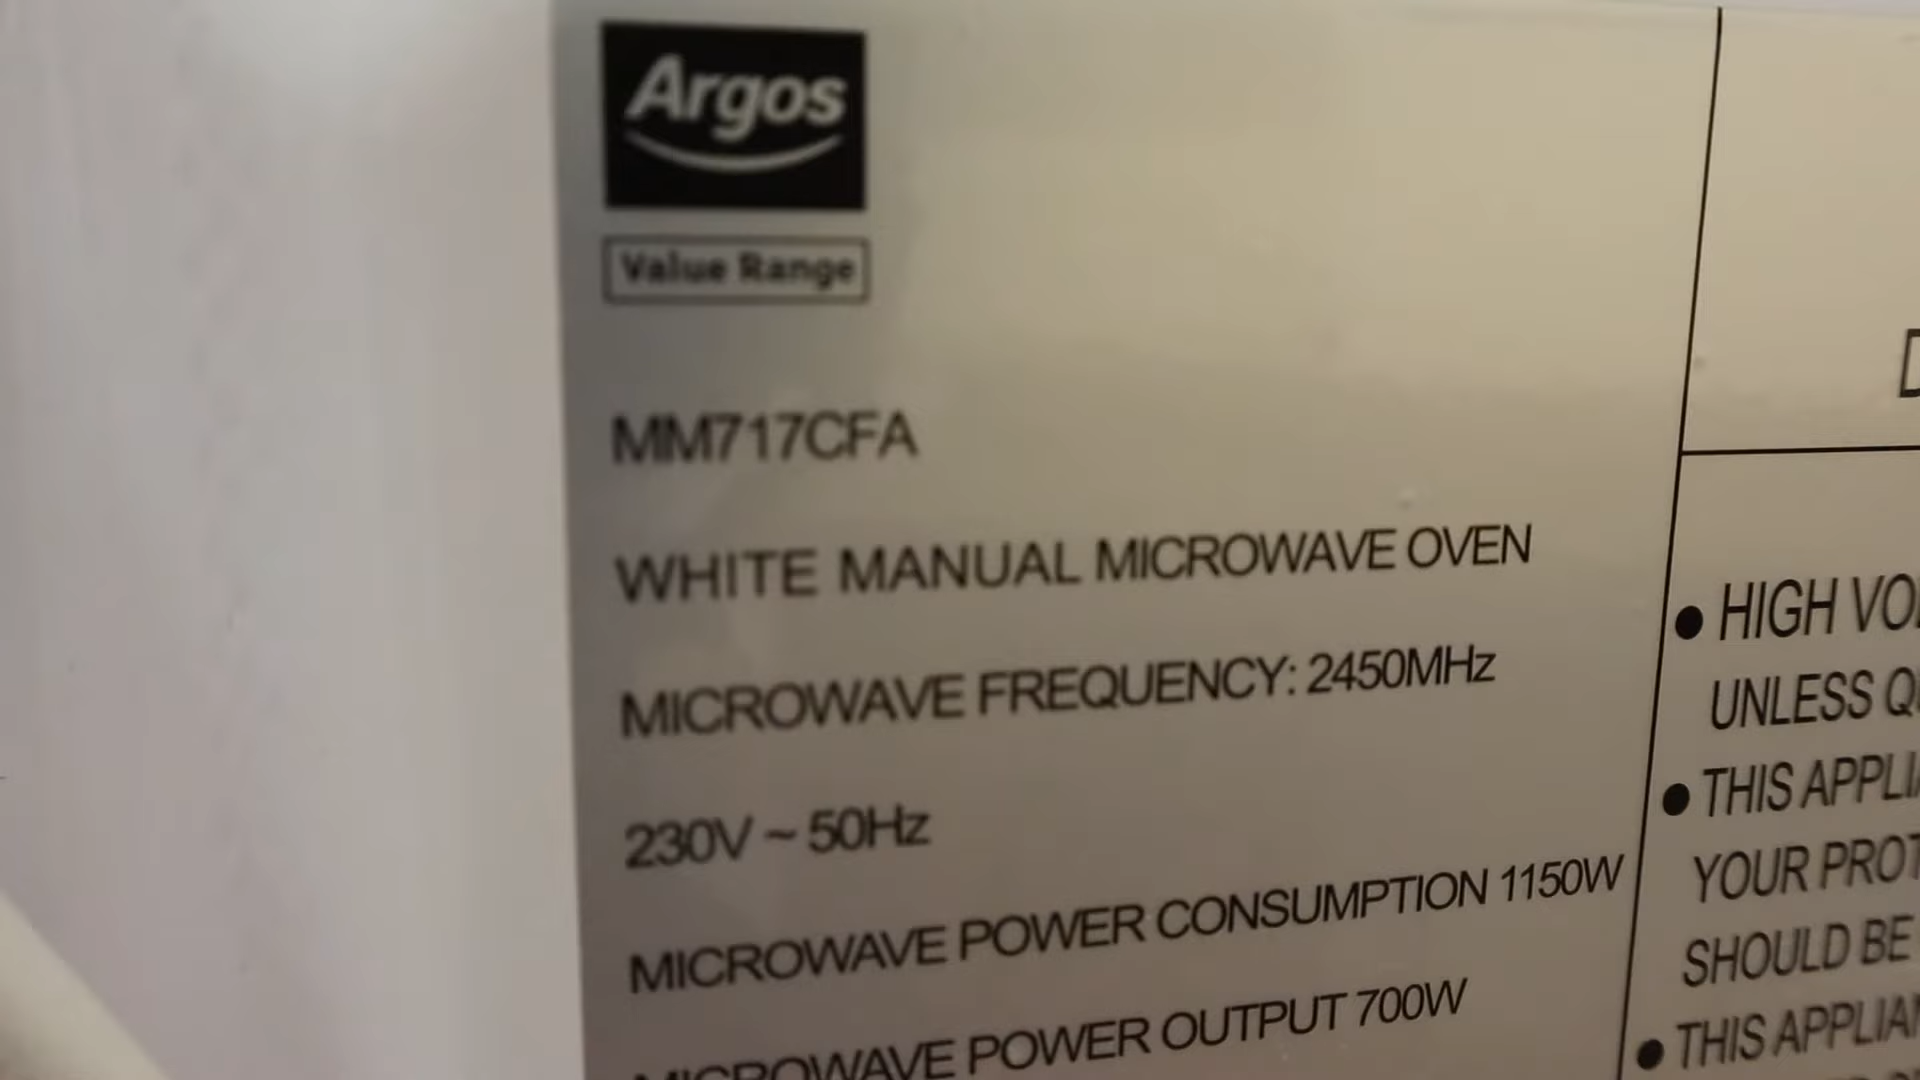 Argos
Value Range
MM717CFA
WHITE MANUAL MICROWAVE OVEN
MICROWAVE FREQUENCY: 2450MHz
230V ~ 50Hz
MICROWAVE POWER CONSUMPTION 1150W
MICROWAVE POWER OUTPUT 700W
● HIGH
UNLESS
● THIS
YOUR
SHOULD BE
● THIS